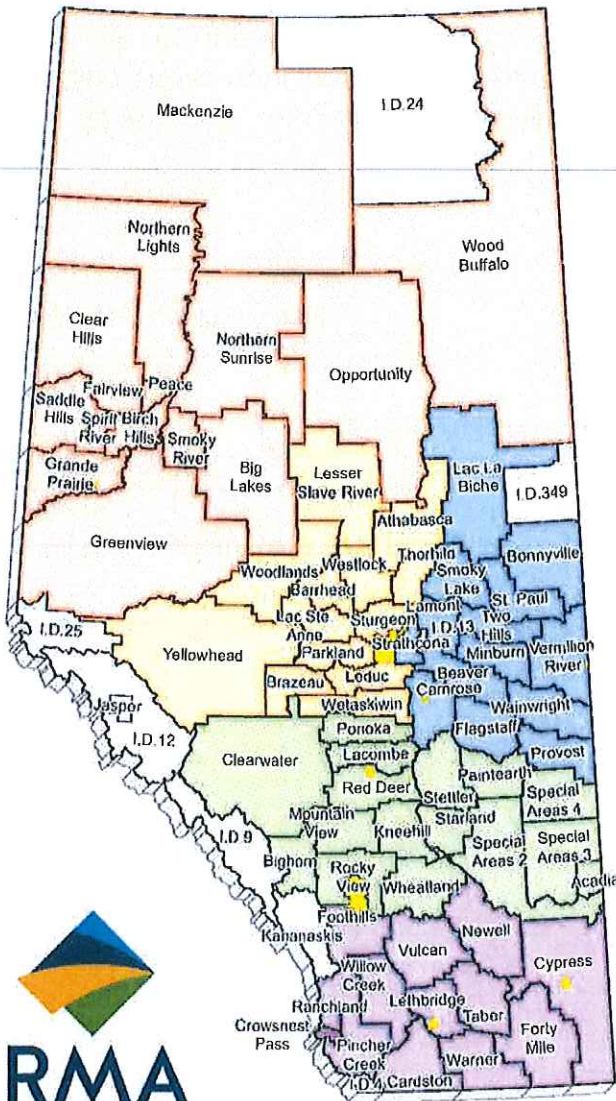 Mackenzie
I.D.24
Northern
Lights
Wood
Buffalo
Clear
Hills
Northern
Sunrise
Opportunity
Fairview
Peace
Saddle
Hills
Spirit
River
Birch
Hills
Smoky
River
Grande
Prairie
Big
Lakes
Lesser
Slave River
Lac La
Biche
I.D.349
Greenview
Athabasca
Woodlands
Westlock
Thorhild
Smoky
Lake
Bonnyville
Barrhead
St. Paul
I.D.25
Lac Ste.
Anne
Sturgeon
Lamont
I.D.13
Two
Hills
Yellowhead
Parkland
Strathcona
Minburn
Vermilion
River
Jasper
I.D.12
Brazeau
Leduc
Beaver
Camrose
Wainwright
Wetaskiwin
Ponoka
Flagstaff
Provost
Clearwater
Lacombe
Red Deer
Paintearth
Stettler
Special
Areas 4
I.D.9
Mountain
View
Kneehill
Starland
Special
Areas 2
Special
Areas 3
Acadia
Bighorn
Rocky
View
Wheatland
Foothills
Kananaskis
Newell
Vulcan
Cypress
Willow
Creek
Ranchland
Lethbridge
Taber
Crowsnest
Pass
Forty
Mile
Pincher
Creek
Warner
I.D.4
Cardston
RMA